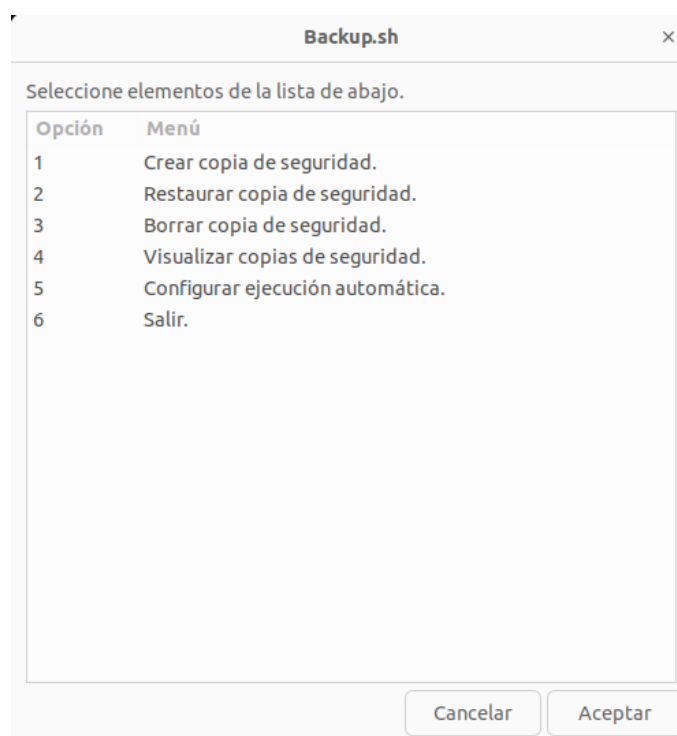 Backup.sh ×
Seleccione elementos de la lista de abajo.
Opción Menú
1 Crear copia de seguridad.
2 Restaurar copia de seguridad.
3 Borrar copia de seguridad.
4 Visualizar copias de seguridad.
5 Configurar ejecución automática.
6 Salir.
Cancelar Aceptar